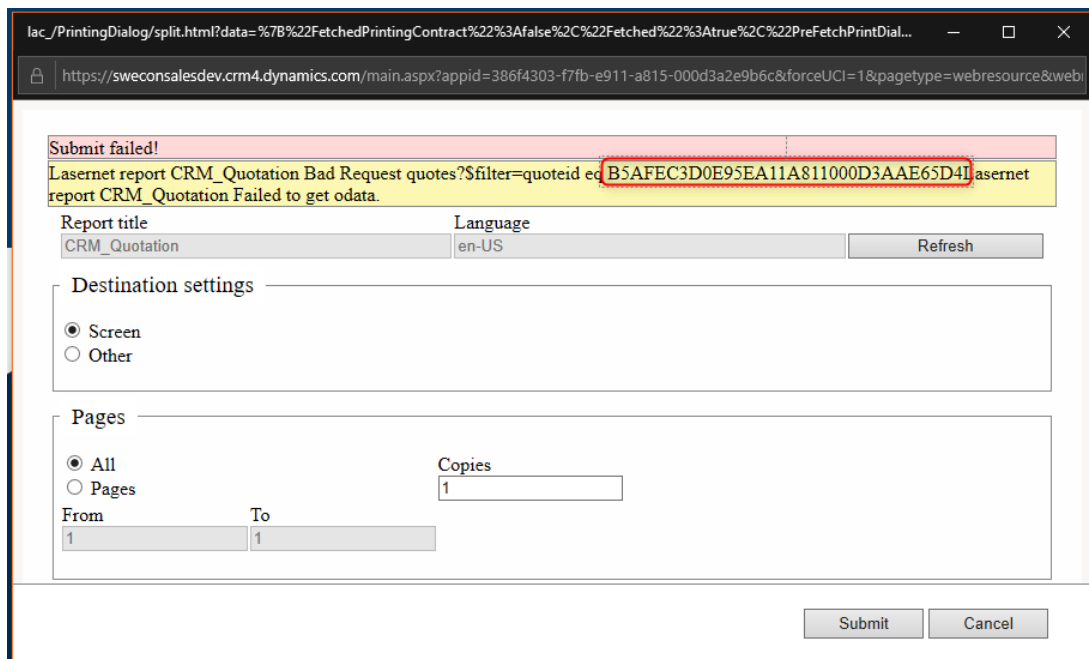 lac_/PrintingDialog/split.html?data=%7B%22FetchedPrintingContract%22%3Afalse%2C%22Fetched%22%3Atrue%2C%22PreFetchPrintDial...
https://sweconsalesdev.crm4.dynamics.com/main.aspx?appid=386f4303-f7fb-e911-a815-000d3a2e9b6c&forceUCI=1&pagetype=webresource&web
Submit failed!
Lasernet report CRM_Quotation Bad Request quotes?$filter=quoteid eq B5AFEC3D0E95EA11A811000D3AAE65D4Lasernet
report CRM_Quotation Failed to get odata.
Report title Language
CRM_Quotation en-US Refresh
Destination settings
Screen
Other
Pages
All Copies
Pages 1
From To
1 1
Submit Cancel